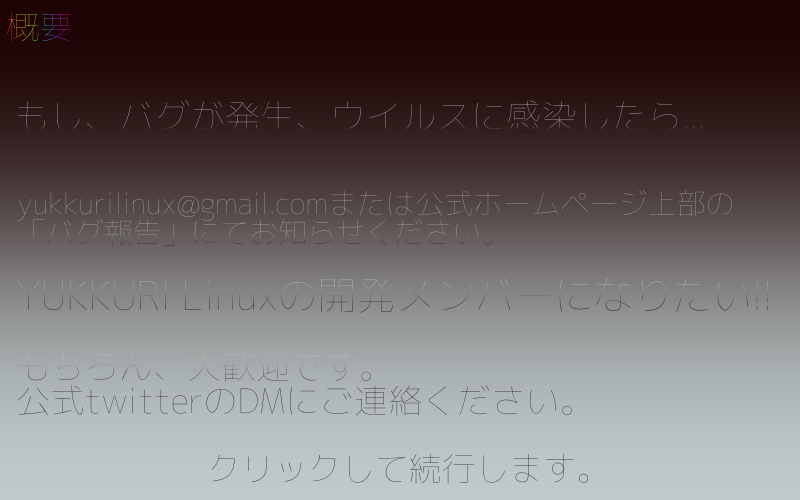 概要
もし、バグが発生、ウイルスに感染したら...
yukkurilinux@gmail.comまたは公式ホームページ上部の
「バグ報告」にてお知らせください。
YUKKURI Linuxの開発メンバーになりたい!!
もちろん、大歓迎です。
公式twitterのDMにご連絡ください。
クリックして続行します。